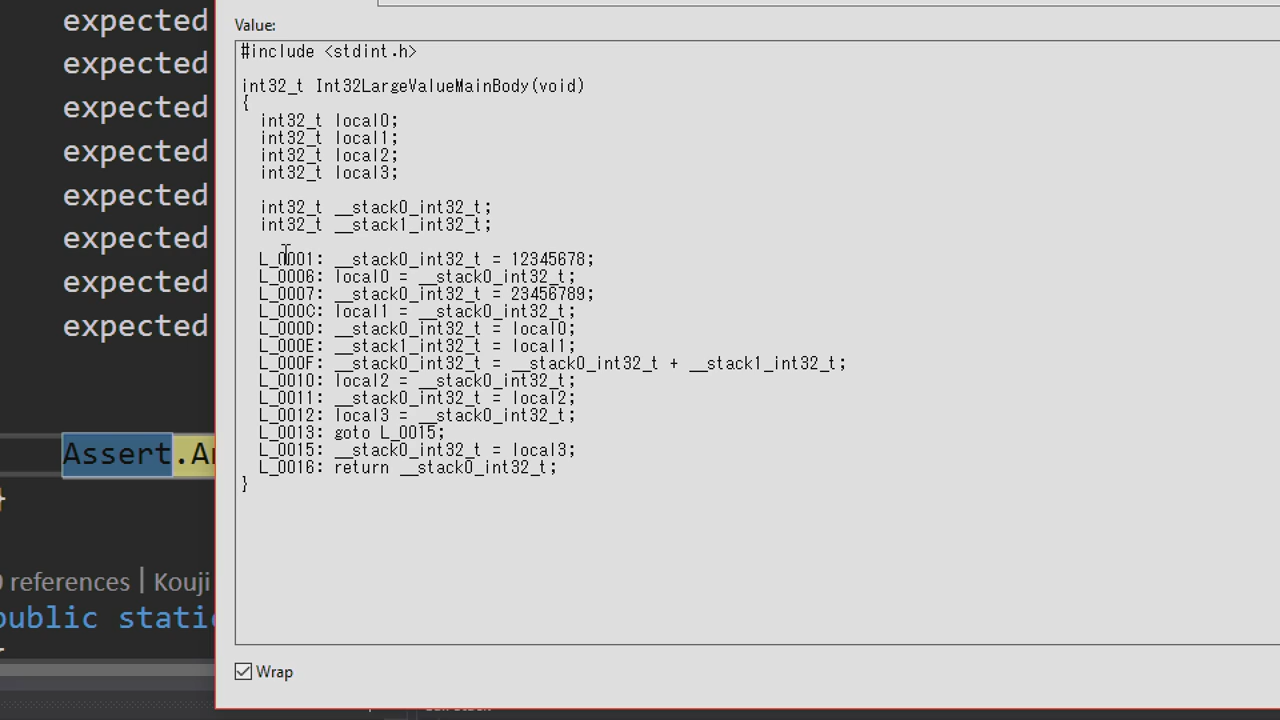 expected
expected
expected
expected
expected
expected
expected
expected
Assert.A
}
references | Kouji
public static
Value:
#include <stdint.h>
int32_t Int32LargeValueMainBody(void)
{
int32_t local0;
int32_t local1;
int32_t local2;
int32_t local3;
int32_t __stack0_int32_t;
int32_t __stack1_int32_t;
L_0001: __stack0_int32_t = 12345678;
L_0006: local0 = __stack0_int32_t;
L_0007: __stack0_int32_t = 23456789;
L_000C: local1 = __stack0_int32_t;
L_000D: __stack0_int32_t = local0;
L_000E: __stack1_int32_t = local1;
L_000F: __stack0_int32_t = __stack0_int32_t + __stack1_int32_t;
L_0010: local2 = __stack0_int32_t;
L_0011: __stack0_int32_t = local2;
L_0012: local3 = __stack0_int32_t;
L_0013: goto L_0015;
L_0015: __stack0_int32_t = local3;
L_0016: return __stack0_int32_t;
}
Wrap